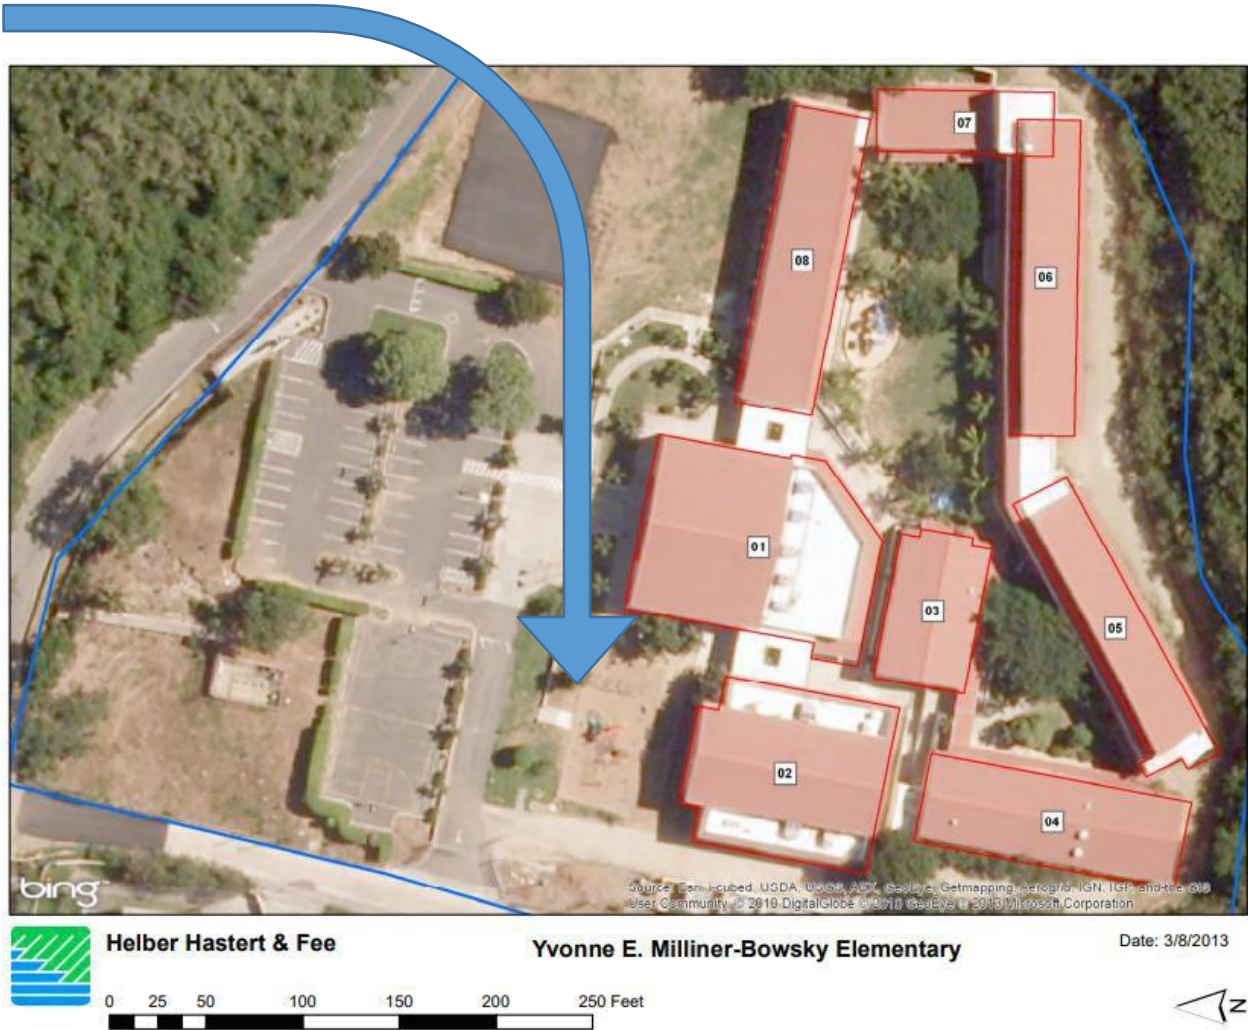 07
08
06
01
03
05
02
04
bing
Source: Esri, i-cubed, USDA, USGS, AEX, GeoEye, Getmapping, Aerogrid, IGN, IGP, and the GIS
User Community, © 2010 DigitalGlobe © 2010 GeoEye © 2013 Microsoft Corporation
Helber Hastert & Fee
Yvonne E. Milliner-Bowsky Elementary
Date: 3/8/2013
0 25 50 100 150 200 250 Feet
N